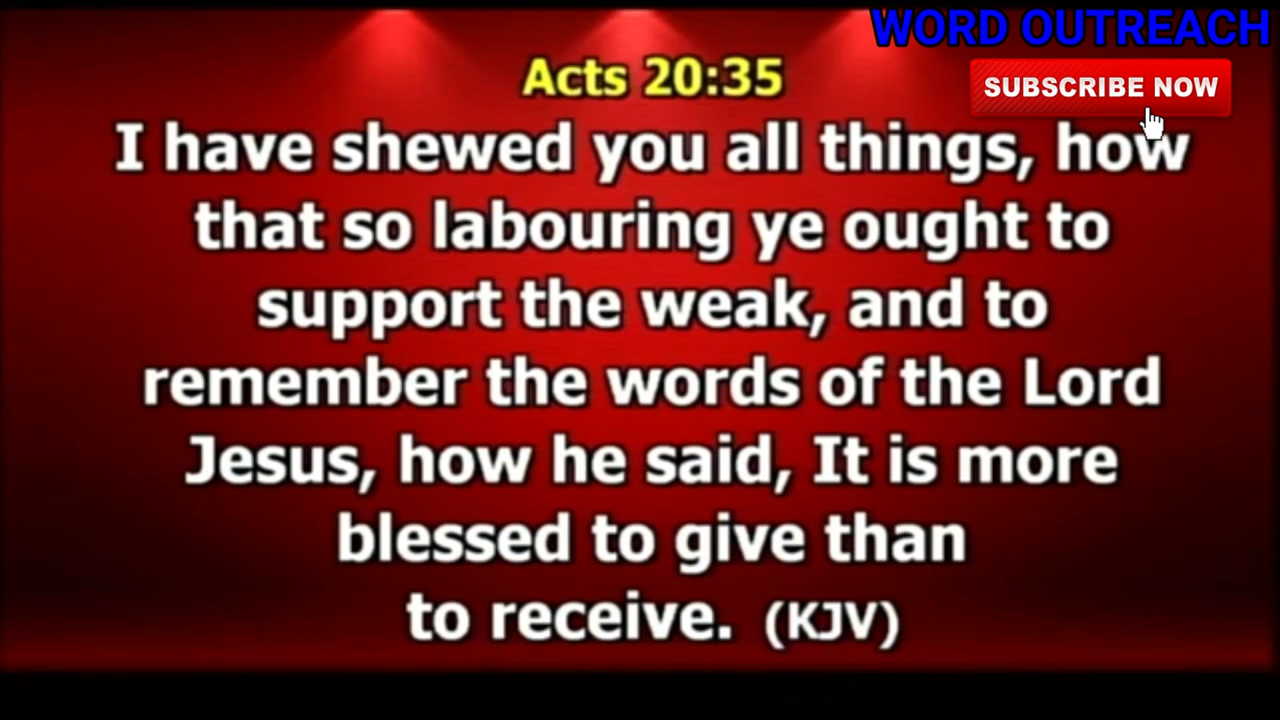 WORD OUTREACH
SUBSCRIBE NOW
Acts 20:35
I have shewed you all things, how
that so labouring ye ought to
support the weak, and to
remember the words of the Lord
Jesus, how he said, It is more
blessed to give than
to receive. (KJV)